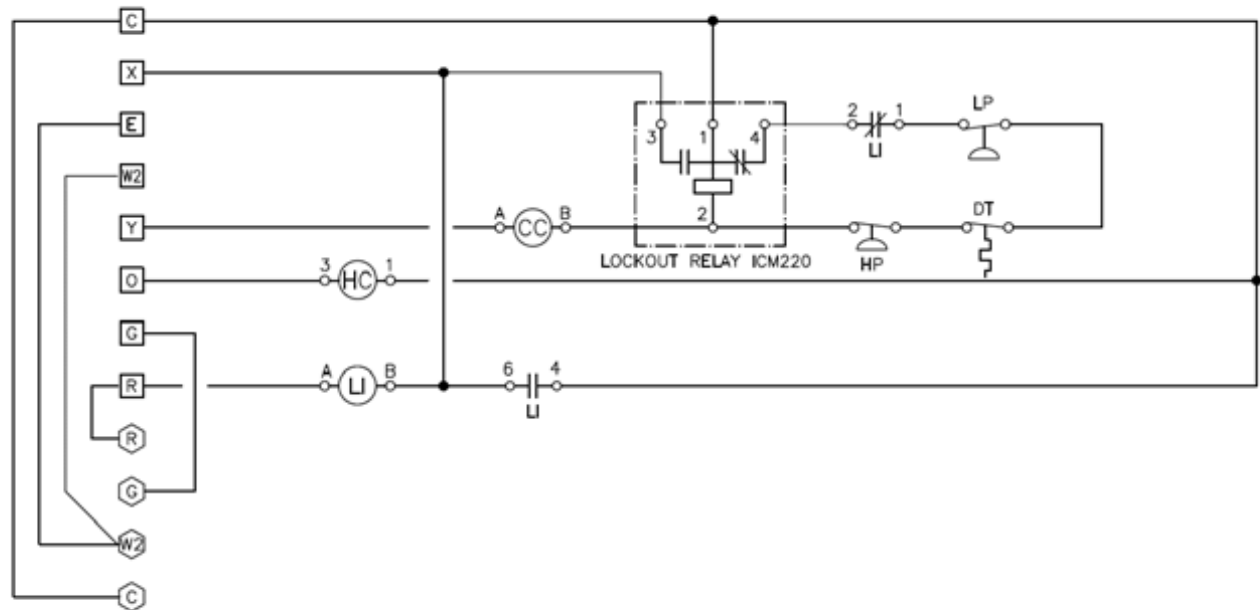 C
X
LP
E
2 1
3 1 4
LI
W2
DT
Y A CC B 2
LOCKOUT RELAY ICM220 HP
O 3 HC 1
G
R A LI B 6 4
LI
R
G
W2
C